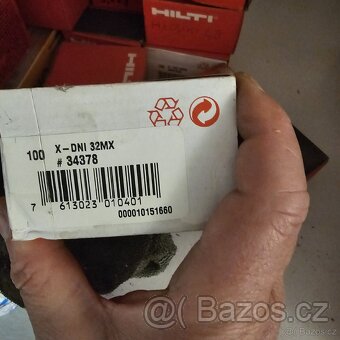 HILTI
100 X-DNI 32MX
# 34378
7 613023 010401
000010151660
Bazos.cz